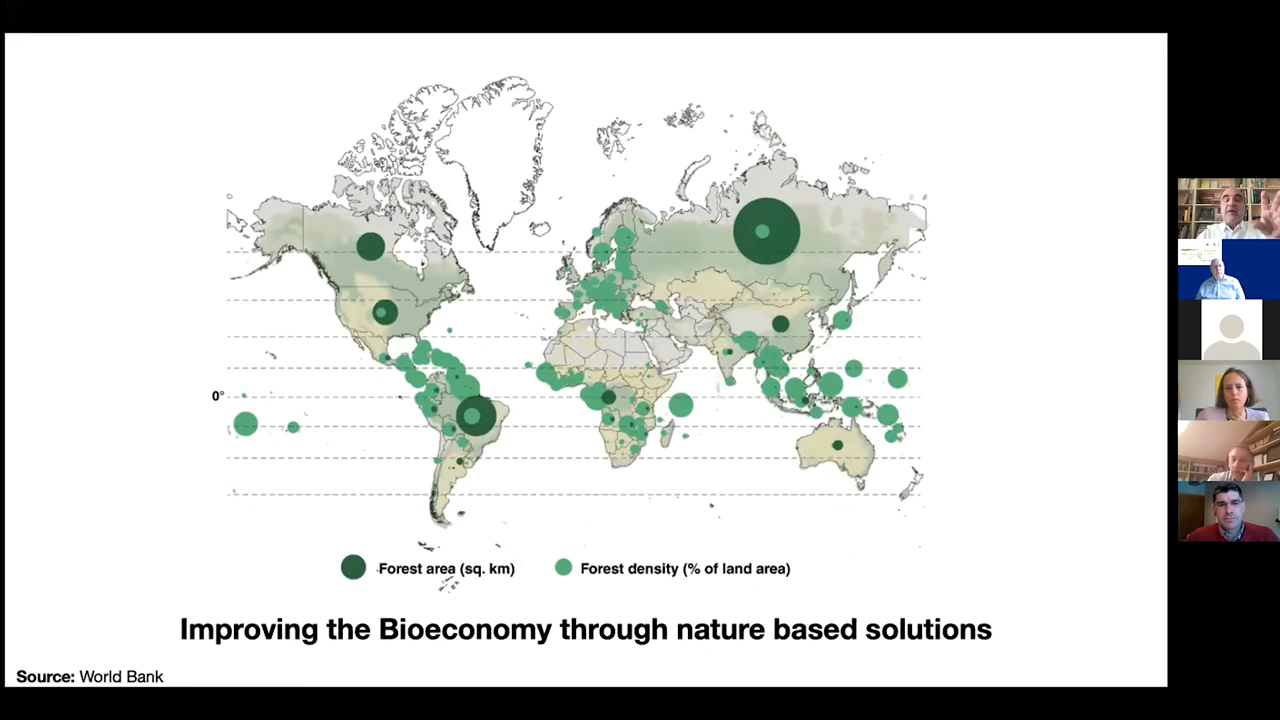 0°
Forest area (sq. km)
Forest density (% of land area)
Improving the Bioeconomy through nature based solutions
Source: World Bank